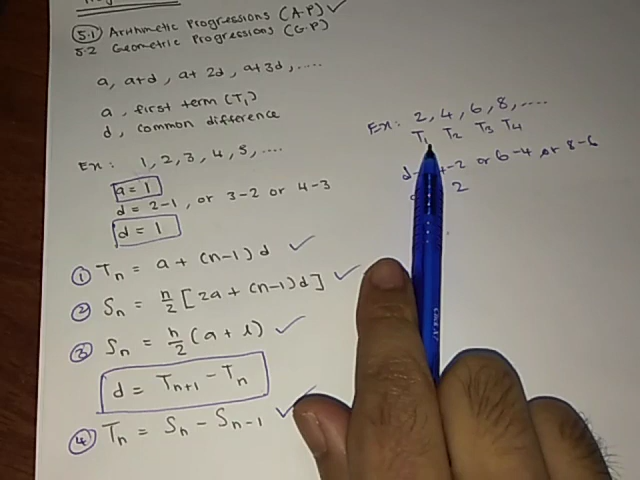 5.1 Arithmetic Progressions (A.P) ✓
5.2 Geometric Progressions (G.P)
a, a+d, a+2d, a+3d, .....
a, first term (T₁)
d, common difference
Ex: 1, 2, 3, 4, 5, ....
a = 1
d = 2-1, or 3-2 or 4-3
d = 1
① Tn = a + (n-1) d ✓
② Sn = n/2 [2a + (n-1)d] ✓
③ Sn = n/2 (a + l) ✓
d = Tn+1 - Tn
④ Tn = Sn - Sn-1 ✓
Ex: 2, 4, 6, 8, ....
T₁ T₂ T₃ T₄
-2 or 6-4 or 8-6
2